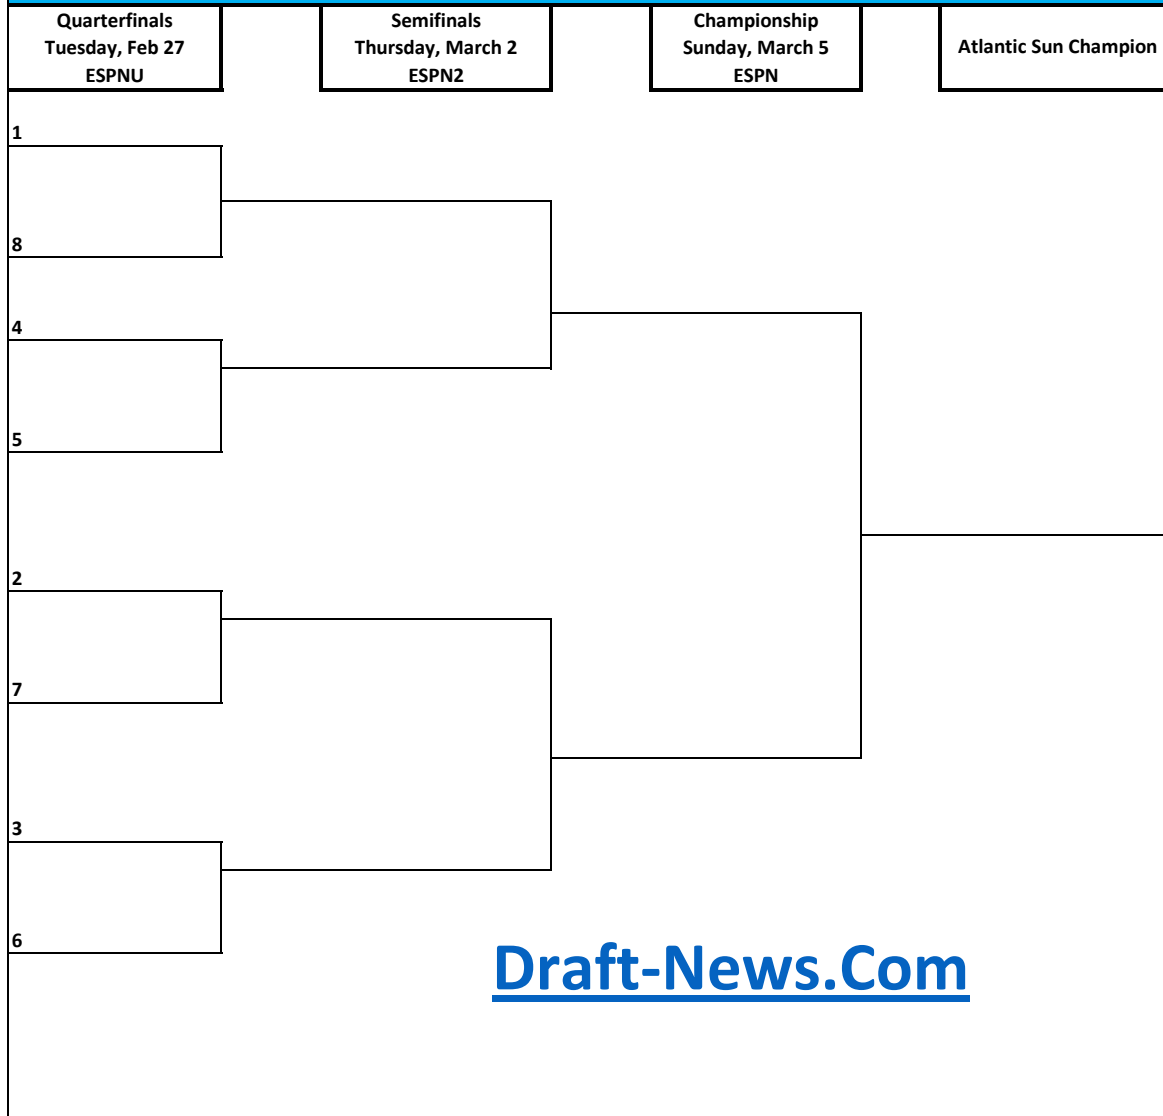 Quarterfinals
Tuesday, Feb 27
ESPNU
Semifinals
Thursday, March 2
ESPN2
Championship
Sunday, March 5
ESPN
Atlantic Sun Champion
1
8
4
5
2
7
3
6
Draft-News.Com